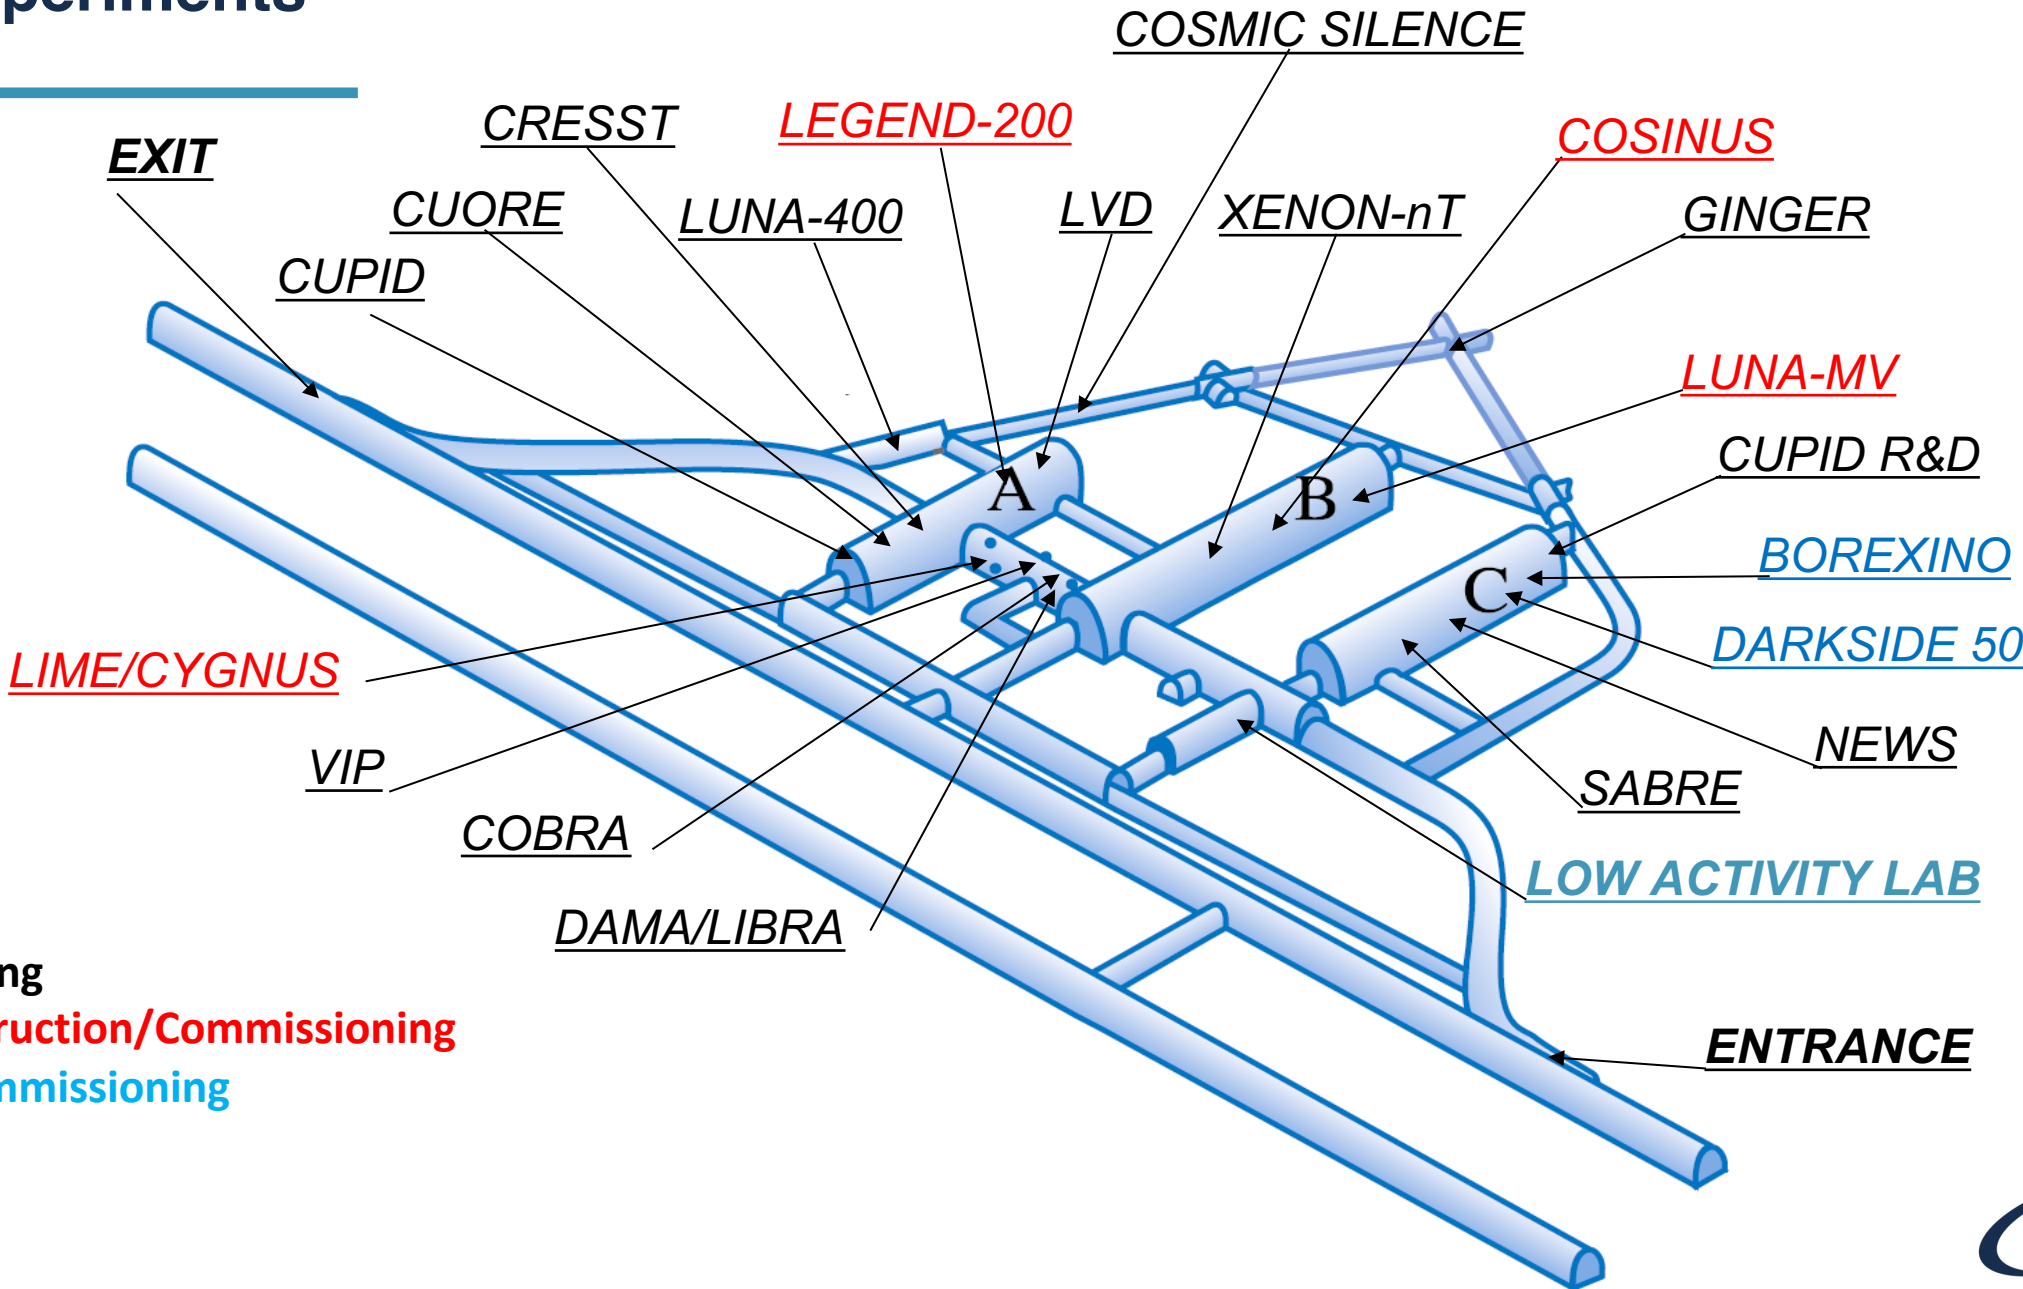 periments
COSMIC SILENCE
CRESST
LEGEND-200
COSINUS
EXIT
CUORE
LUNA-400
LVD
XENON-nT
GINGER
CUPID
LUNA-MV
CUPID R&D
A
B
BOREXINO
C
DARKSIDE 50
LIME/CYGNUS
NEWS
VIP
SABRE
COBRA
LOW ACTIVITY LAB
DAMA/LIBRA
ng
ruction/Commissioning
ENTRANCE
mmissioning